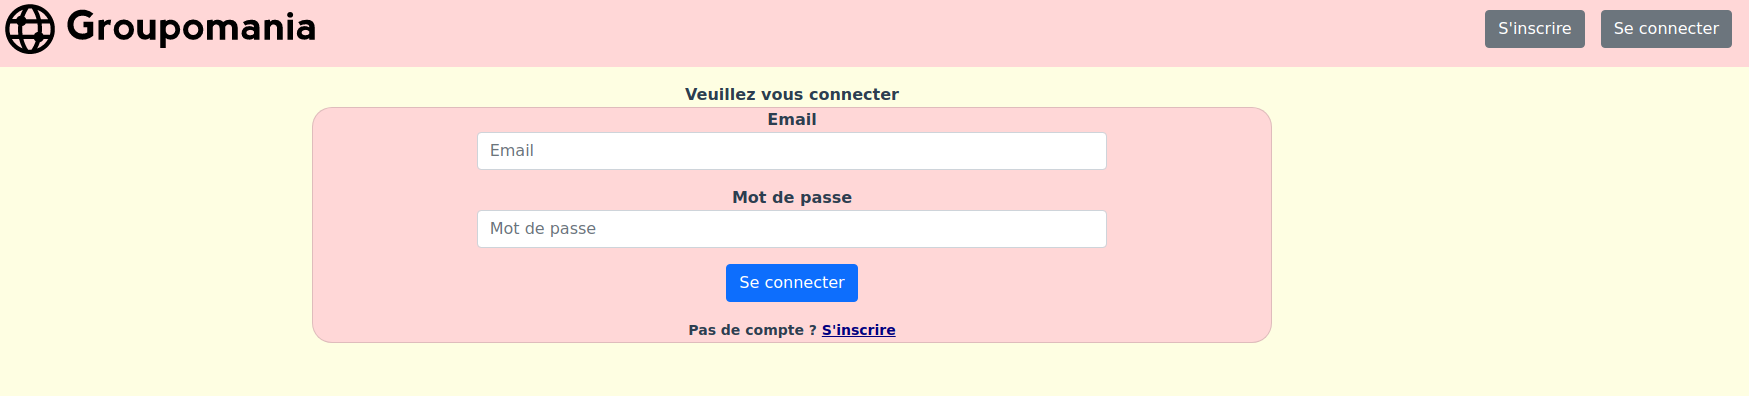 Groupomania
S'inscrire
Se connecter
Veuillez vous connecter
Email
Email
Mot de passe
Mot de passe
Se connecter
Pas de compte ? S'inscrire